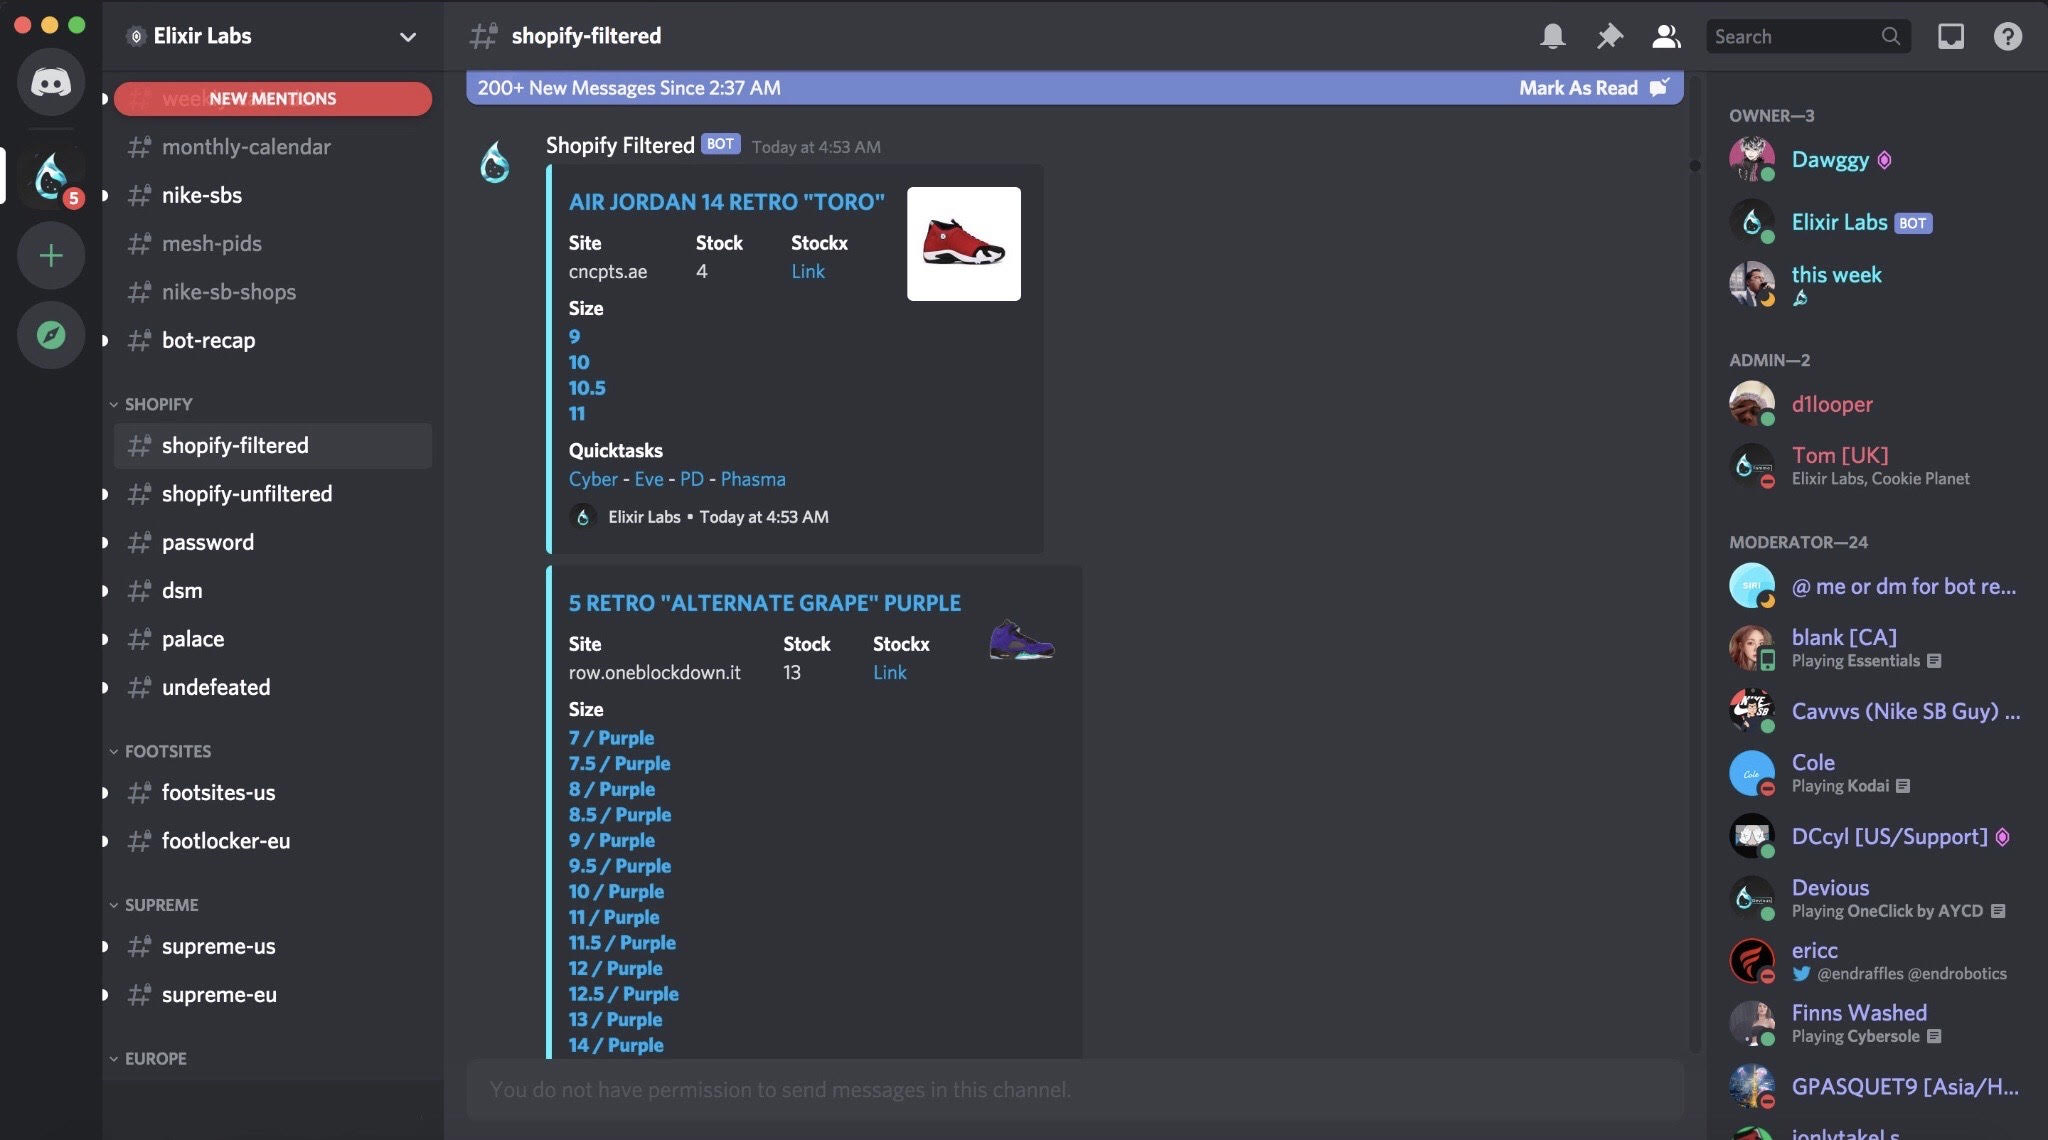 Elixir Labs
NEW MENTIONS
monthly-calendar
nike-sbs
mesh-pids
nike-sb-shops
bot-recap
SHOPIFY
shopify-filtered
shopify-unfiltered
password
dsm
palace
undefeated
FOOTSITES
footsites-us
footlocker-eu
SUPREME
supreme-us
supreme-eu
EUROPE
5
shopify-filtered
Search
200+ New Messages Since 2:37 AM
Mark As Read
Shopify Filtered BOT Today at 4:53 AM
AIR JORDAN 14 RETRO "TORO"
Site Stock Stockx
cncpts.ae 4 Link
Size
9
10
10.5
11
Quicktasks
Cyber - Eve - PD - Phasma
Elixir Labs • Today at 4:53 AM
5 RETRO "ALTERNATE GRAPE" PURPLE
Site Stock Stockx
row.oneblockdown.it 13 Link
Size
7 / Purple
7.5 / Purple
8 / Purple
8.5 / Purple
9 / Purple
9.5 / Purple
10 / Purple
11 / Purple
11.5 / Purple
12 / Purple
12.5 / Purple
13 / Purple
14 / Purple
You do not have permission to send messages in this channel.
OWNER—3
Dawggy
Elixir Labs BOT
this week
ADMIN—2
d1looper
Tom [UK]
Elixir Labs, Cookie Planet
MODERATOR—24
@ me or dm for bot re...
blank [CA]
Playing Essentials
Cavvvs (Nike SB Guy) ...
Cole
Playing Kodai
DCcyl [US/Support]
Devious
Playing OneClick by AYCD
ericc
@endraffles @endrobotics
Finns Washed
Playing Cybersole
GPASQUET9 [Asia/H...